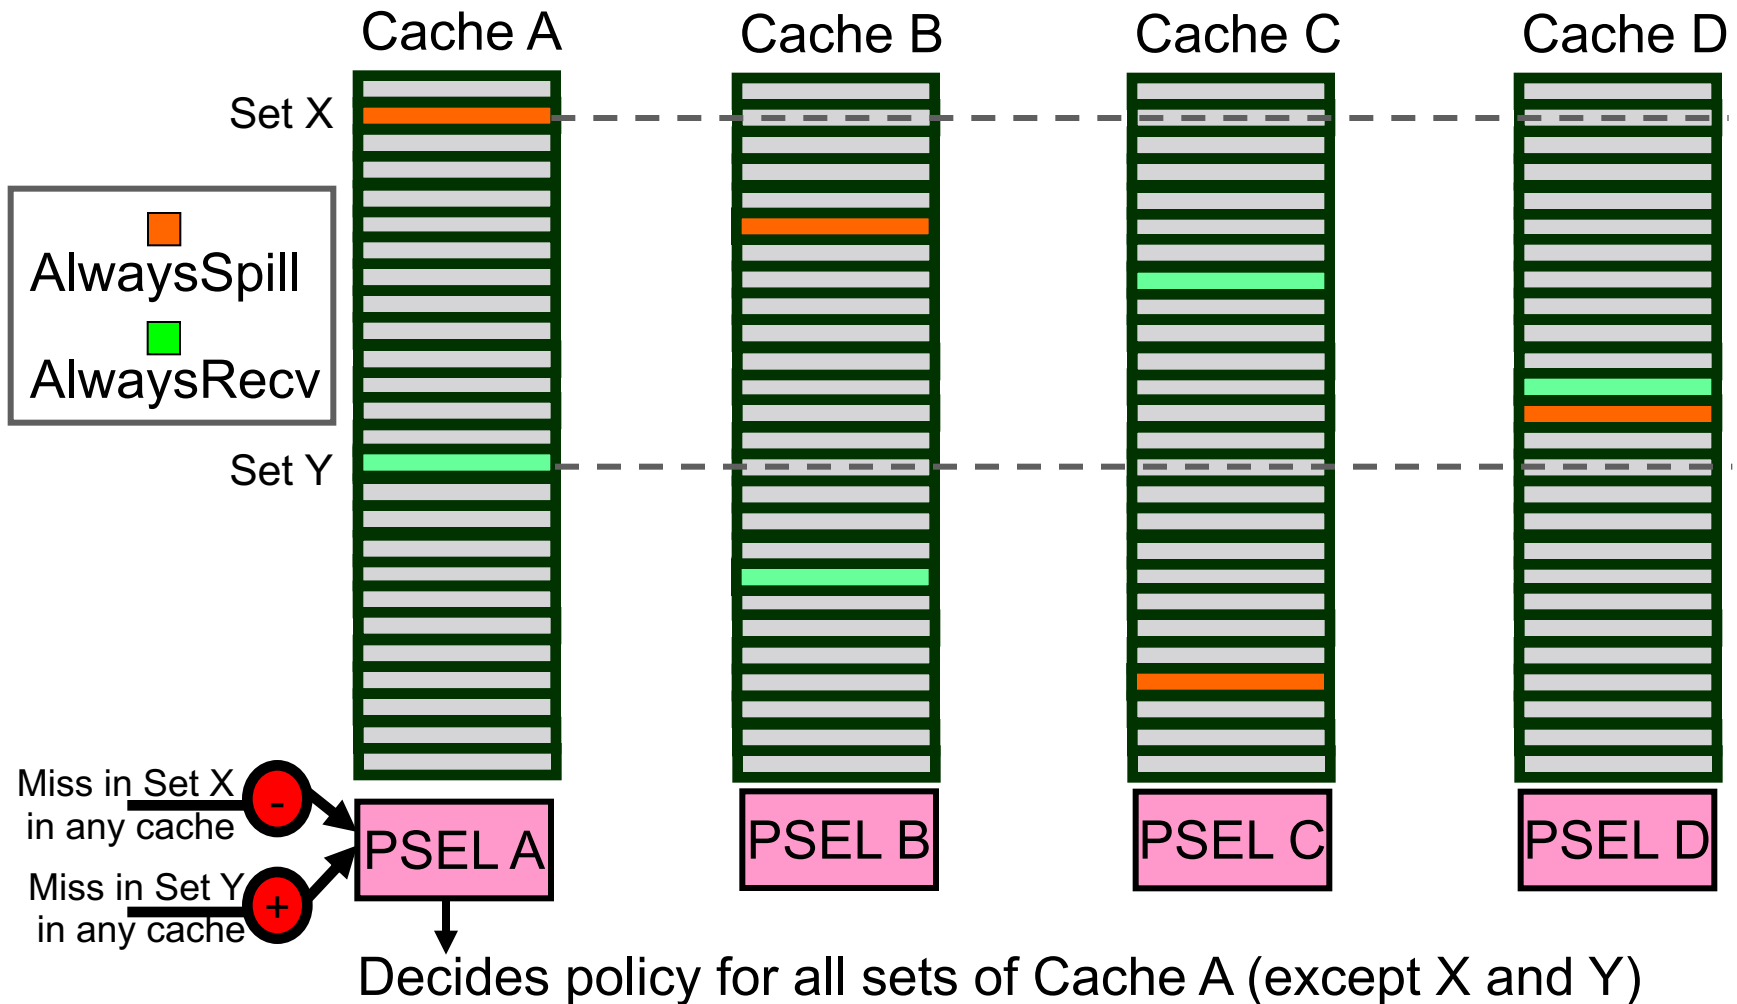 Cache A
Cache B
Cache C
Cache D
Set X
AlwaysSpill
AlwaysRecv
Set Y
Miss in Set X
in any cache
-
Miss in Set Y
in any cache
+
PSEL A
PSEL B
PSEL C
PSEL D
Decides policy for all sets of Cache A (except X and Y)